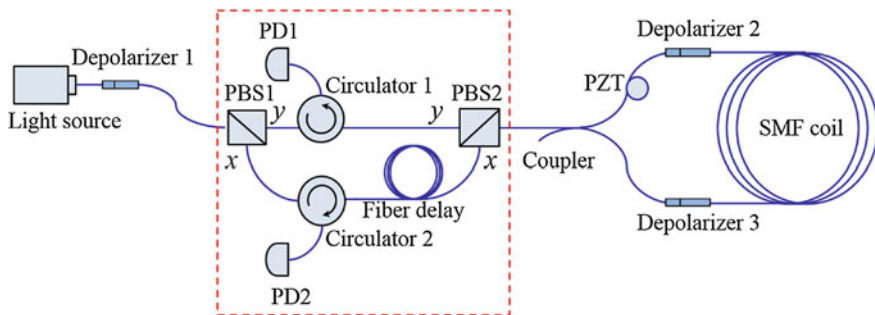 Light source
Depolarizer 1
PD1
Circulator 1
PBS1
y
y
PBS2
x
x
Fiber delay
Circulator 2
PD2
Coupler
PZT
Depolarizer 2
SMF coil
Depolarizer 3